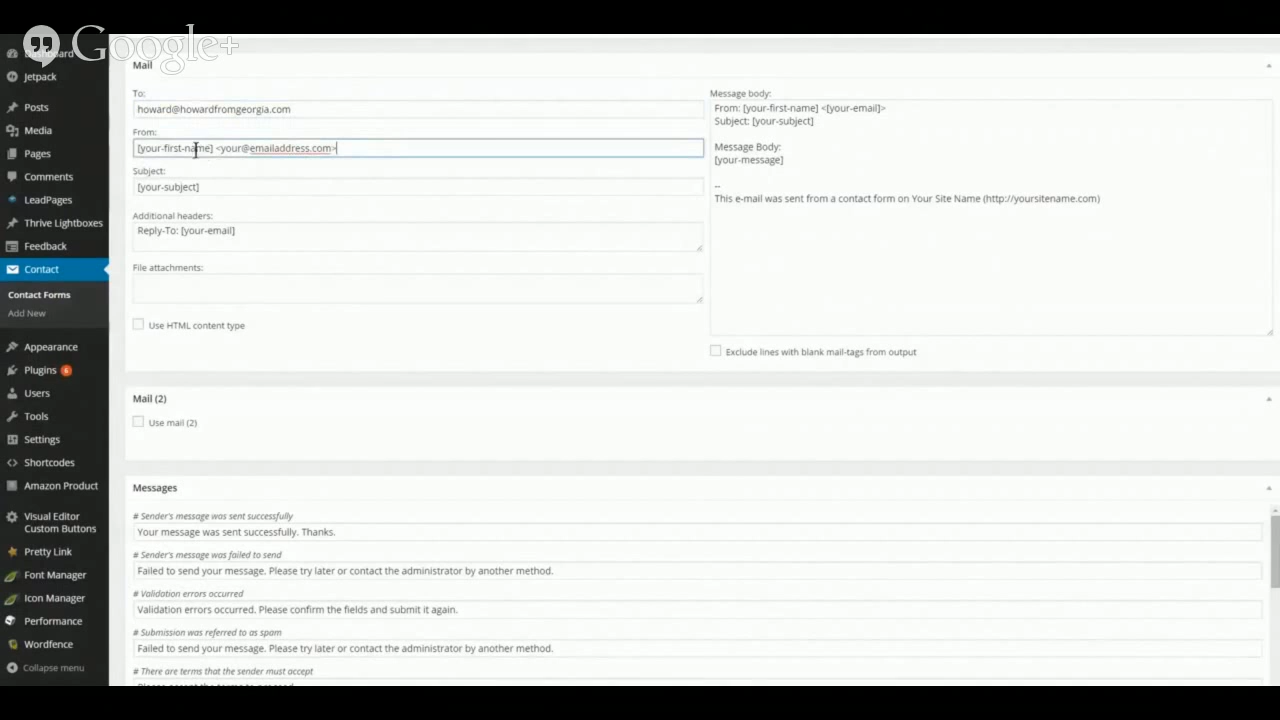 Google+
Dashboard
Jetpack
Posts
Media
Pages
Comments
LeadPages
Thrive Lightboxes
Feedback
Contact
Contact Forms
Add New
Appearance
Plugins 6
Users
Tools
Settings
Shortcodes
Amazon Product
Visual Editor
Custom Buttons
Pretty Link
Font Manager
Icon Manager
Performance
Wordfence
Collapse menu
Mail
To:
howard@howardfromgeorgia.com
From:
[your-first-name] <your@emailaddress.com>
Subject:
[your-subject]
Additional headers:
Reply-To: [your-email]
File attachments:
Use HTML content type
Message body:
From: [your-first-name] <[your-email]>
Subject: [your-subject]
Message Body:
[your-message]
--
This e-mail was sent from a contact form on Your Site Name (http://yoursitename.com)
Exclude lines with blank mail-tags from output
Mail (2)
Use mail (2)
Messages
# Sender's message was sent successfully
Your message was sent successfully. Thanks.
# Sender's message was failed to send
Failed to send your message. Please try later or contact the administrator by another method.
# Validation errors occurred
Validation errors occurred. Please confirm the fields and submit it again.
# Submission was referred to as spam
Failed to send your message. Please try later or contact the administrator by another method.
# There are terms that the sender must accept
Please accept the terms to proceed.